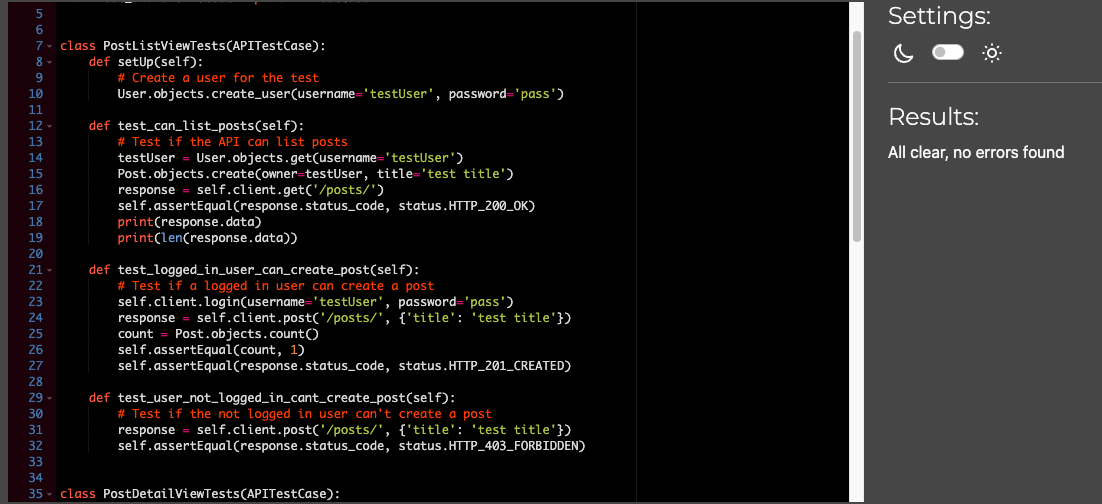 5
6
7 class PostListViewTests(APITestCase):
8 def setUp(self):
9 # Create a user for the test
10 User.objects.create_user(username='testUser', password='pass')
11
12 def test_can_list_posts(self):
13 # Test if the API can list posts
14 testUser = User.objects.get(username='testUser')
15 Post.objects.create(owner=testUser, title='test title')
16 response = self.client.get('/posts/')
17 self.assertEqual(response.status_code, status.HTTP_200_OK)
18 print(response.data)
19 print(len(response.data))
20
21 def test_logged_in_user_can_create_post(self):
22 # Test if a logged in user can create a post
23 self.client.login(username='testUser', password='pass')
24 response = self.client.post('/posts/', {'title': 'test title'})
25 count = Post.objects.count()
26 self.assertEqual(count, 1)
27 self.assertEqual(response.status_code, status.HTTP_201_CREATED)
28
29 def test_user_not_logged_in_cant_create_post(self):
30 # Test if the not logged in user can't create a post
31 response = self.client.post('/posts/', {'title': 'test title'})
32 self.assertEqual(response.status_code, status.HTTP_403_FORBIDDEN)
33
34
35 class PostDetailViewTests(APITestCase):
Settings:
Results:
All clear, no errors found